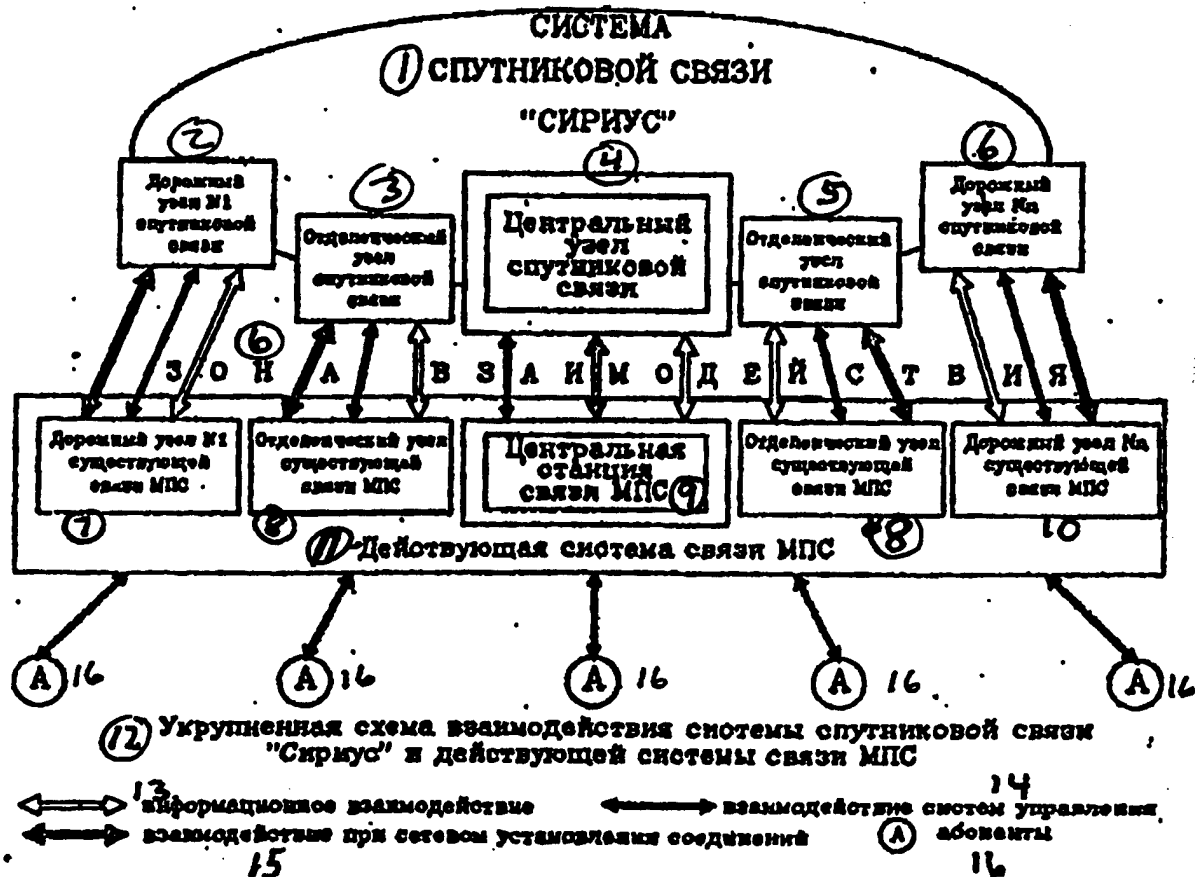 СИСТЕМА
1 СПУТНИКОВОЙ СВЯЗИ
"СИРИУС"
2
Дорожный
узел N1
спутниковой
связи
3
Отделенческий
узел
спутниковой
связи
4
Центральный
узел
спутниковой
связи
5
Отделенческий
узел
спутниковой
связи
6
Дорожный
узел Nn
спутниковой
связи
6
ЗОНА ВЗАИМОДЕЙСТВИЯ
Дорожный узел N1
существующей
связи МПС
7
Отделенческий узел
существующей
связи МПС
8
Центральная
станция
связи МПС 9
Отделенческий узел
существующей
связи МПС
8
Дорожный узел Nn
существующей
связи МПС
10
11 Действующая система связи МПС
А 16 А 16 А 16 А 16 А 16
12 Укрупненная схема взаимодействия системы спутниковой связи
"Сириус" и действующей системы связи МПС
13 14
информационное взаимодействие взаимодействие систем управления
взаимодействие при сетевом установлении соединений А абоненты
15 16